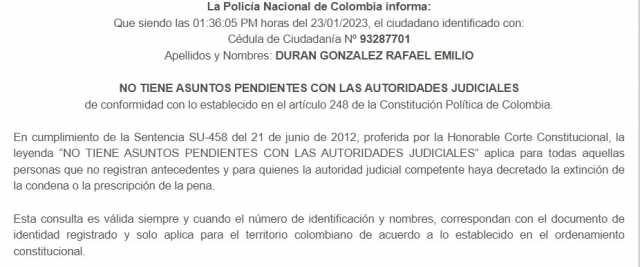 La Policía Nacional de Colombia informa:
Que siendo las 01:36:05 PM horas del 23/01/2023, el ciudadano identificado con:
Cédula de Ciudadanía Nº 93287701
Apellidos y Nombres: DURAN GONZALEZ RAFAEL EMILIO
NO TIENE ASUNTOS PENDIENTES CON LAS AUTORIDADES JUDICIALES
de conformidad con lo establecido en el artículo 248 de la Constitución Política de Colombia.
En cumplimiento de la Sentencia SU-458 del 21 de junio de 2012, proferida por la Honorable Corte Constitucional, la
leyenda "NO TIENE ASUNTOS PENDIENTES CON LAS AUTORIDADES JUDICIALES" aplica para todas aquellas
personas que no registran antecedentes y para quienes la autoridad judicial competente haya decretado la extinción de
la condena o la prescripción de la pena.
Esta consulta es válida siempre y cuando el número de identificación y nombres, correspondan con el documento de
identidad registrado y solo aplica para el territorio colombiano de acuerdo a lo establecido en el ordenamiento
constitucional.